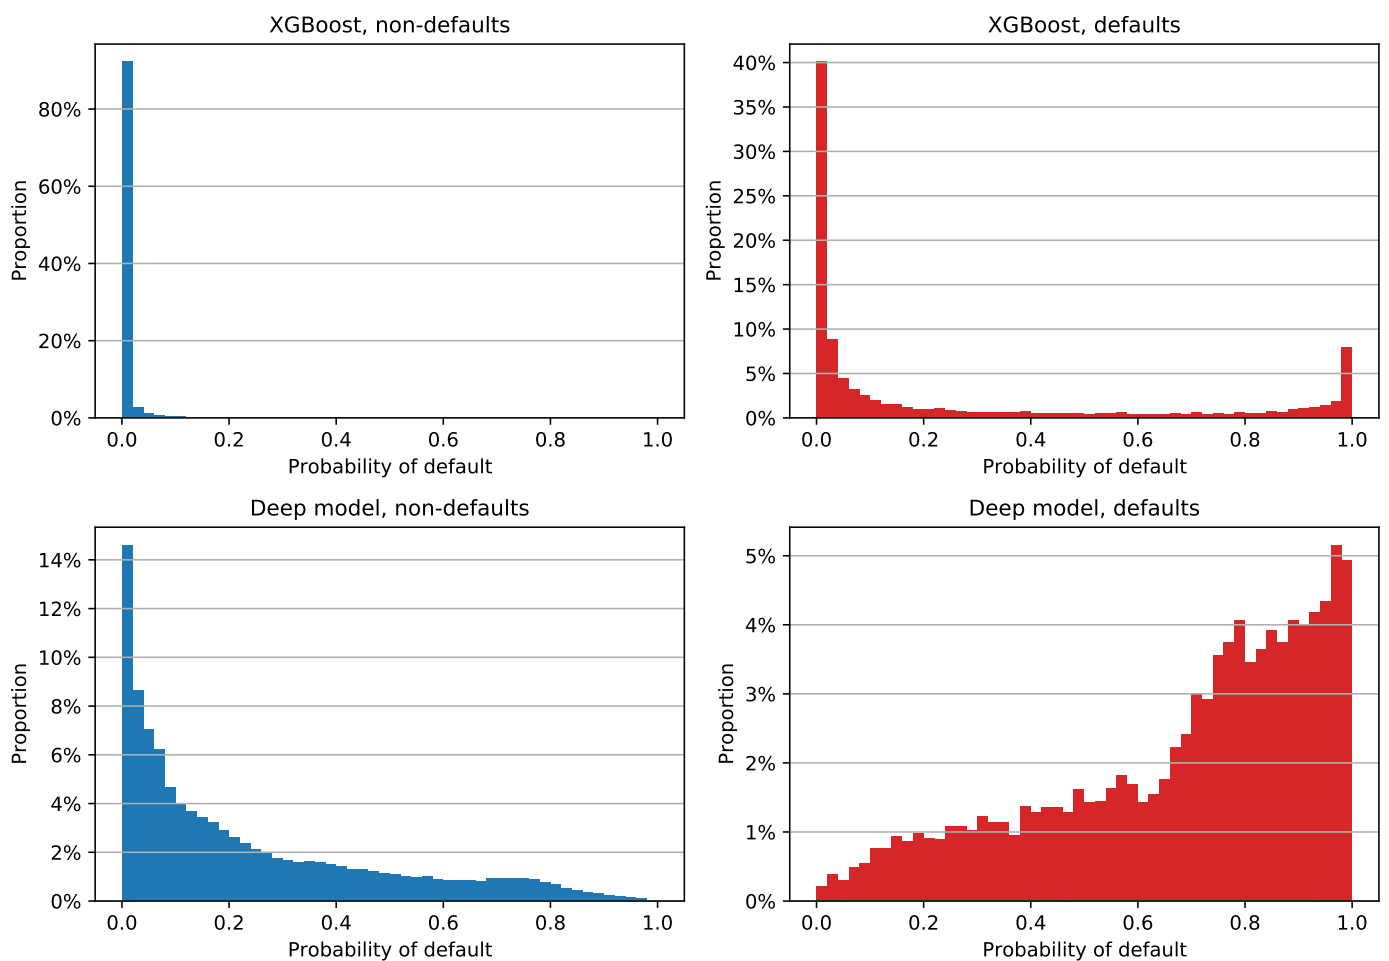 XGBoost, non-defaults
80%
60%
40%
20%
0%
Proportion
0.0 0.2 0.4 0.6 0.8 1.0
Probability of default
XGBoost, defaults
40%
35%
30%
25%
20%
15%
10%
5%
0%
Proportion
0.0 0.2 0.4 0.6 0.8 1.0
Probability of default
Deep model, non-defaults
14%
12%
10%
8%
6%
4%
2%
0%
Proportion
0.0 0.2 0.4 0.6 0.8 1.0
Probability of default
Deep model, defaults
5%
4%
3%
2%
1%
0%
Proportion
0.0 0.2 0.4 0.6 0.8 1.0
Probability of default